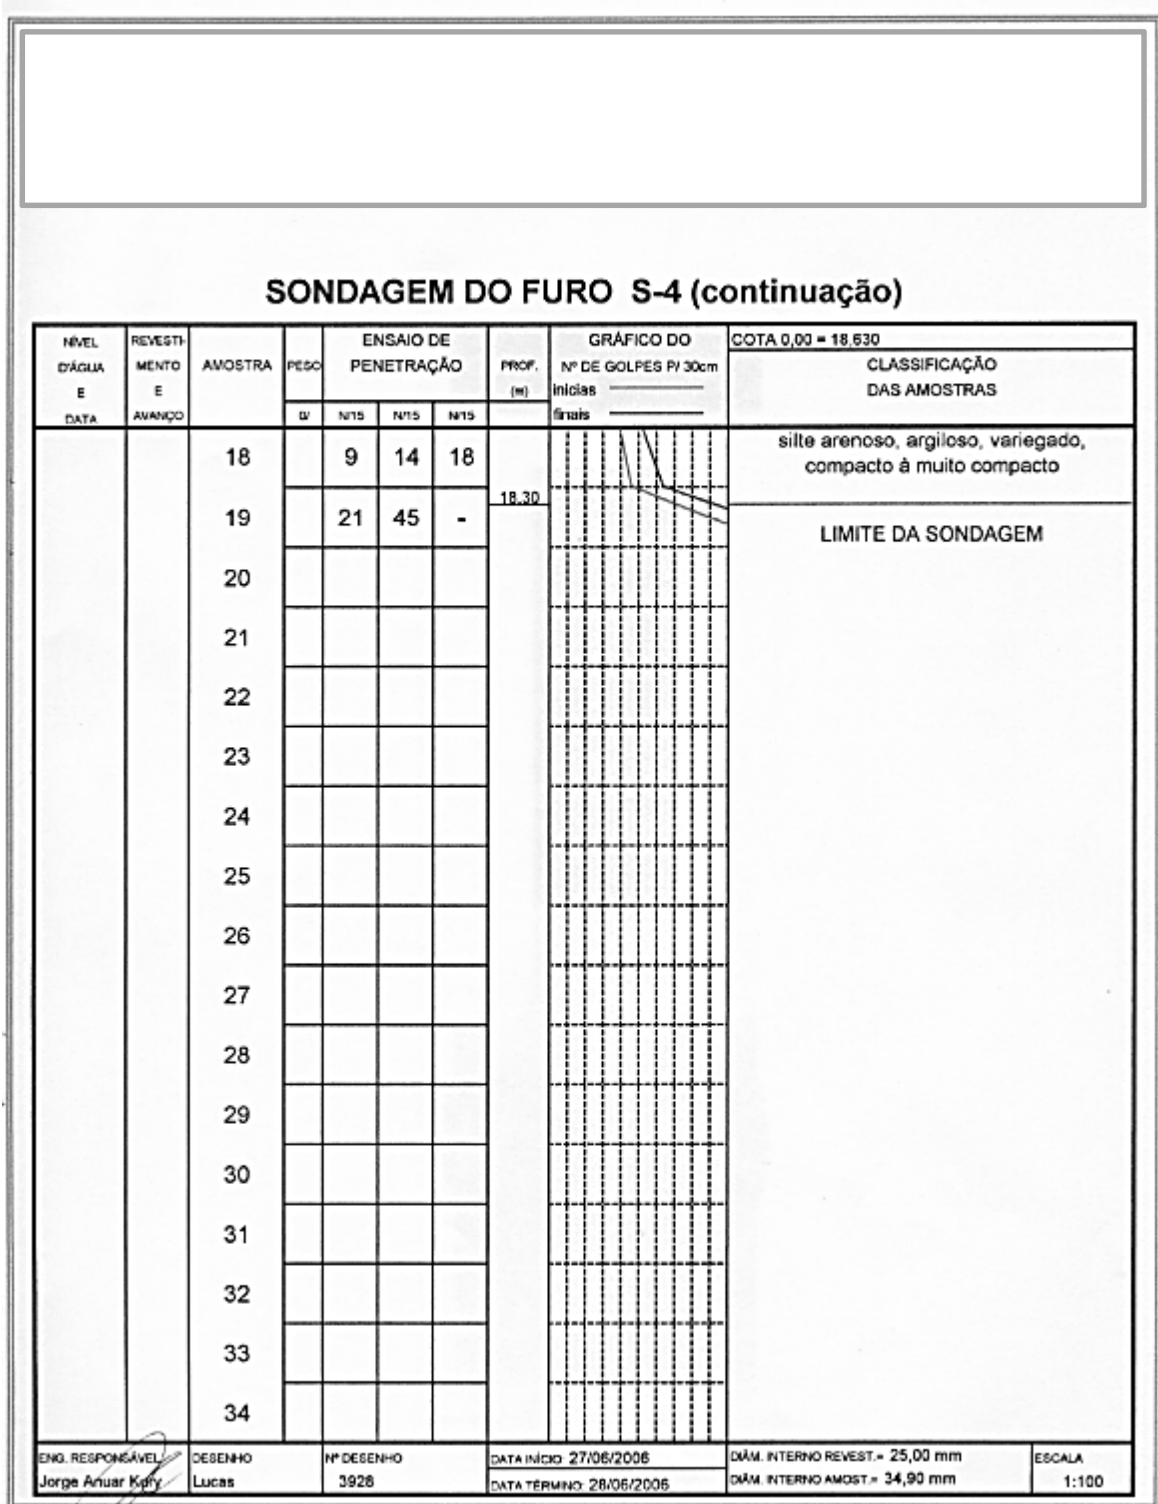 SONDAGEM DO FURO S-4 (continuação)
NÍVEL D'ÁGUA E DATA
REVESTI- MENTO E AVANÇO
AMOSTRA
PESO
0/
ENSAIO DE PENETRAÇÃO
N/15 N/15 N/15
PROF. (m)
GRÁFICO DO
Nº DE GOLPES P/ 30cm
inicias
finais
COTA 0,00 = 18,630
CLASSIFICAÇÃO
DAS AMOSTRAS
18 9 14 18
silte arenoso, argiloso, variegado,
compacto à muito compacto
18.30
19 21 45 -
LIMITE DA SONDAGEM
20
21
22
23
24
25
26
27
28
29
30
31
32
33
34
ENG. RESPONSÁVEL
Jorge Anuar Kury
DESENHO
Lucas
Nº DESENHO
3928
DATA INÍCIO: 27/06/2006
DATA TÉRMINO: 28/06/2006
DIÂM. INTERNO REVEST.= 25,00 mm
DIÂM. INTERNO AMOST.= 34,90 mm
ESCALA
1:100